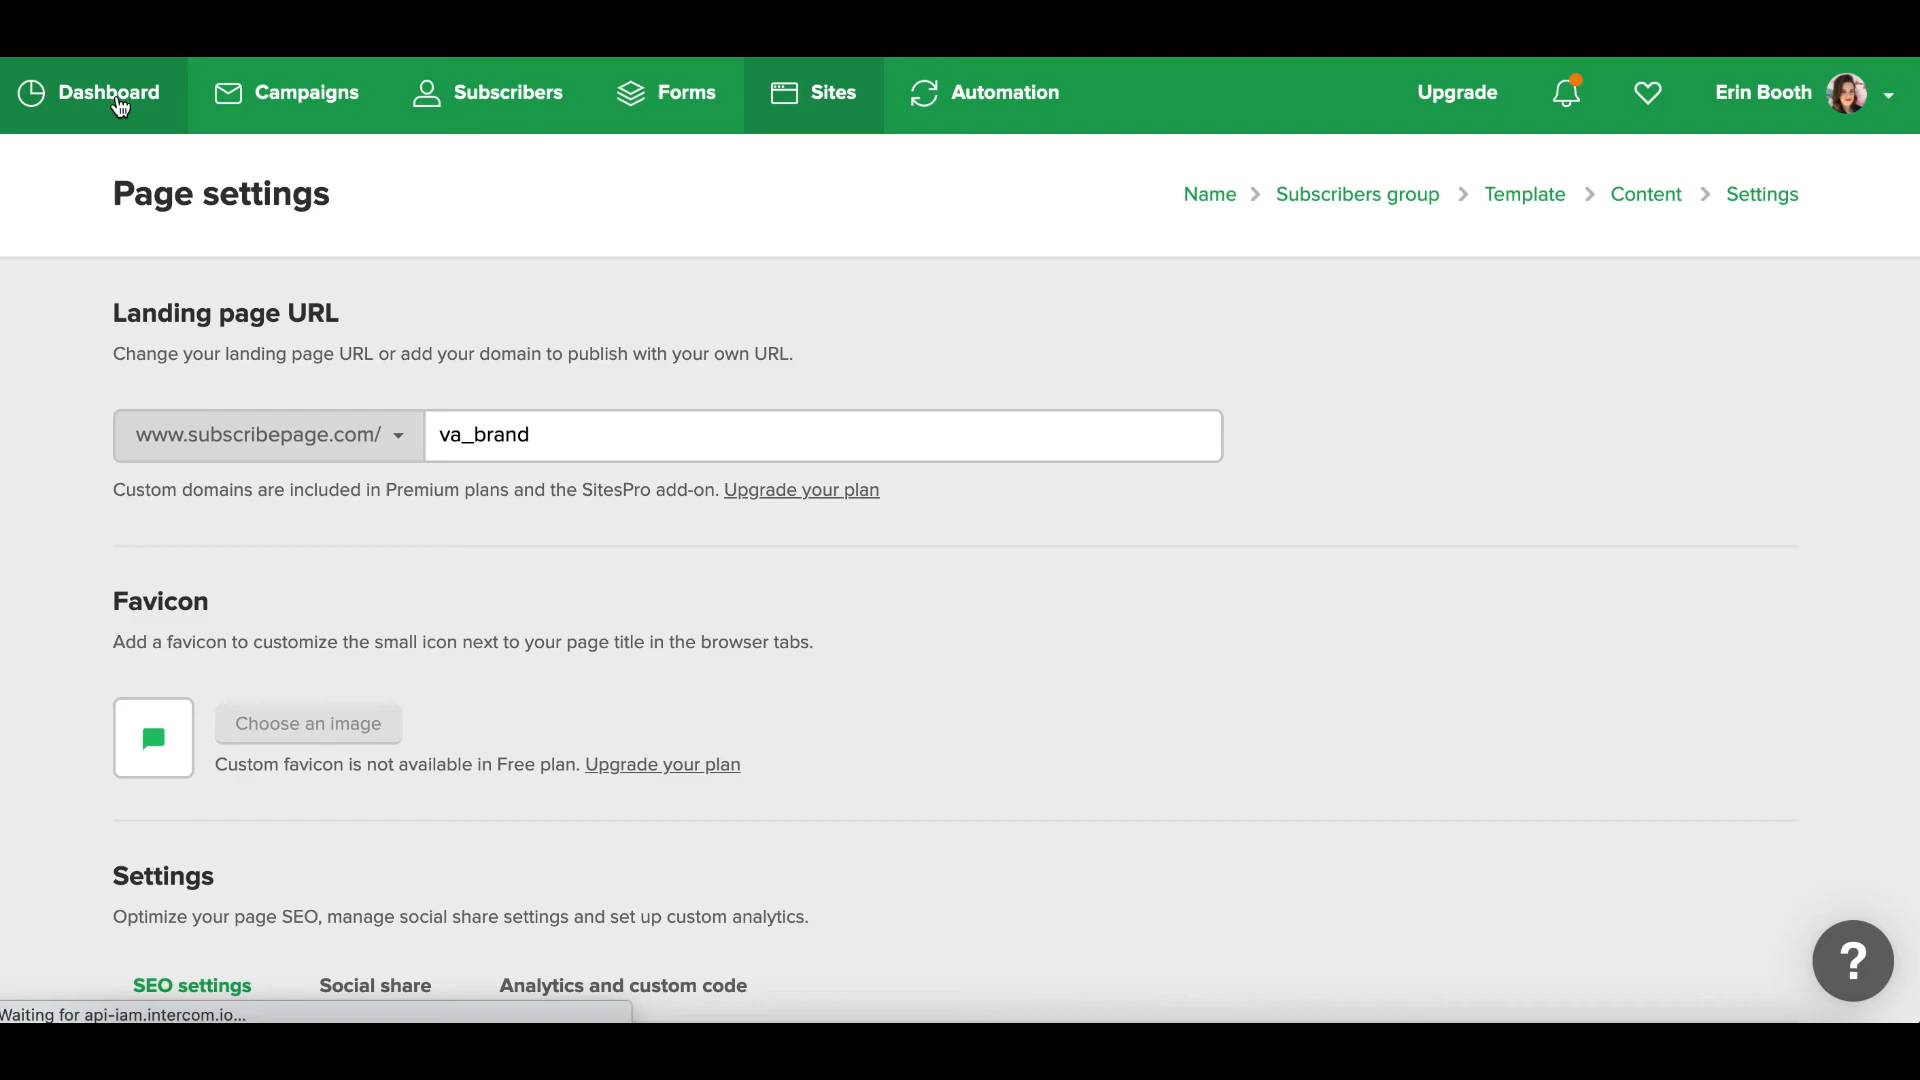 Dashboard Campaigns Subscribers Forms Sites Automation Upgrade Erin Booth
Page settings
Name > Subscribers group > Template > Content > Settings
Landing page URL
Change your landing page URL or add your domain to publish with your own URL.
www.subscribepage.com/ va_brand
Custom domains are included in Premium plans and the SitesPro add-on. Upgrade your plan
Favicon
Add a favicon to customize the small icon next to your page title in the browser tabs.
Choose an image
Custom favicon is not available in Free plan. Upgrade your plan
Settings
Optimize your page SEO, manage social share settings and set up custom analytics.
SEO settings Social share Analytics and custom code
Waiting for api-iam.intercom.io...
?